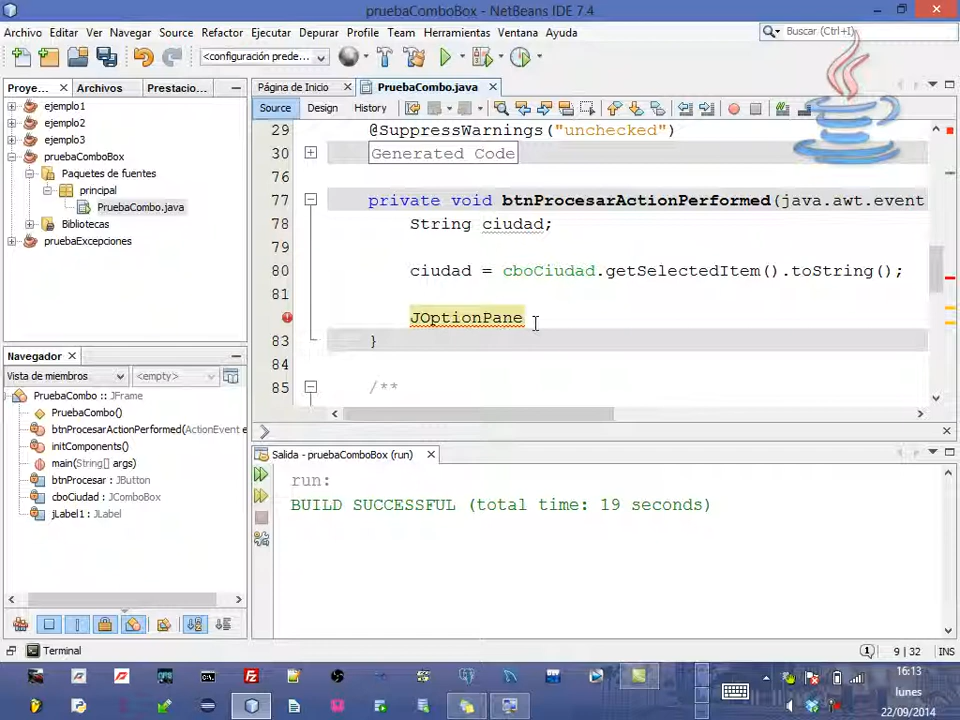 pruebaComboBox - NetBeans IDE 7.4
Archivo Editar Ver Navegar Source Refactor Ejecutar Depurar Profile Team Herramientas Ventana Ayuda
Buscar (Ctrl+I)
<configuración prede...
Proye... Archivos Prestacio...
Página de Inicio PruebaCombo.java
Source Design History
ejemplo1
ejemplo2
ejemplo3
pruebaComboBox
Paquetes de fuentes
principal
PruebaCombo.java
Bibliotecas
pruebaExcepciones
29 @SuppressWarnings("unchecked")
30 Generated Code
76
77 private void btnProcesarActionPerformed(java.awt.event
78 String ciudad;
79
80 ciudad = cboCiudad.getSelectedItem().toString();
81
JOptionPane
83 }
84
85 /**
Navegador
Vista de miembros <empty>
PruebaCombo :: JFrame
PruebaCombo()
btnProcesarActionPerformed(ActionEvent e
initComponents()
main(String[] args)
btnProcesar : JButton
cboCiudad : JComboBox
jLabel1 : JLabel
Salida - pruebaComboBox (run)
run:
BUILD SUCCESSFUL (total time: 19 seconds)
Terminal
1
9 | 32 INS
16:13
lunes
22/09/2014